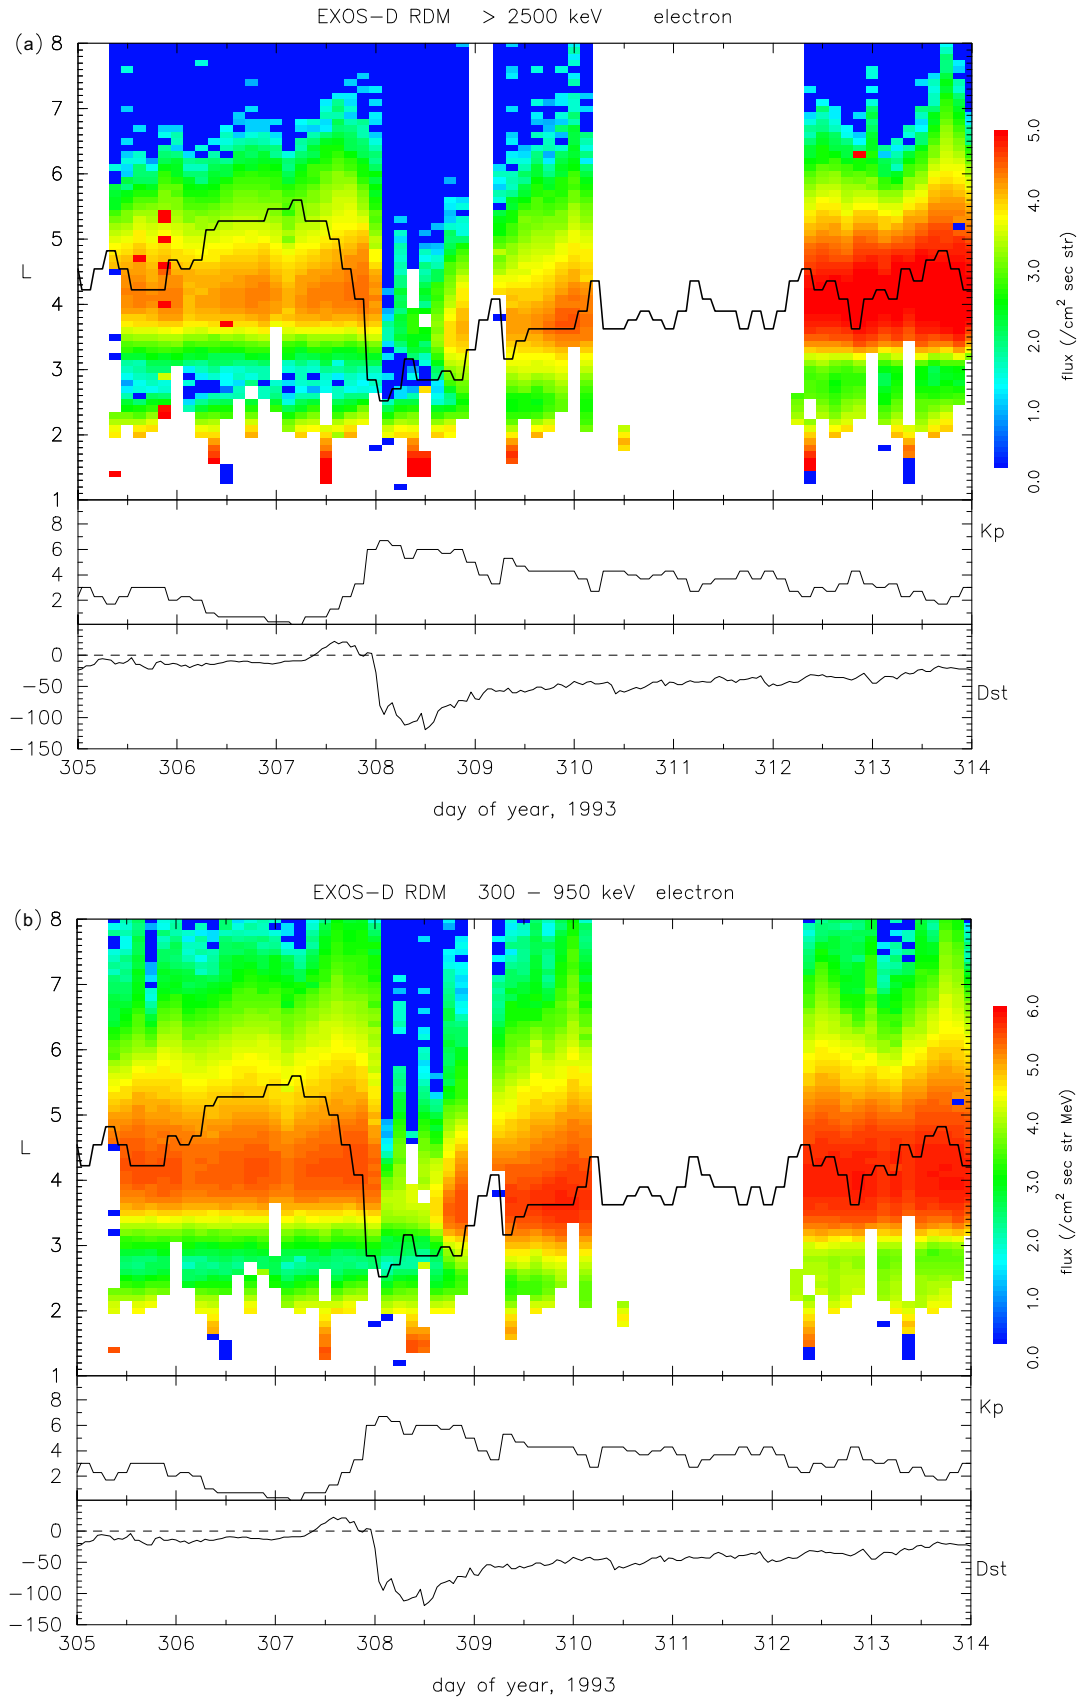 EXOS-D RDM > 2500 keV electron
(a)
8
7
6
5
4
3
2
1
L
5.0
4.0
3.0
2.0
1.0
0.0
flux (/cm² sec str)
8
6
4
2
Kp
0
-50
-100
-150
Dst
305 306 307 308 309 310 311 312 313 314
day of year, 1993
EXOS-D RDM 300 - 950 keV electron
(b)
8
7
6
5
4
3
2
1
L
6.0
5.0
4.0
3.0
2.0
1.0
0.0
flux (/cm² sec str MeV)
8
6
4
2
Kp
0
-50
-100
-150
Dst
305 306 307 308 309 310 311 312 313 314
day of year, 1993